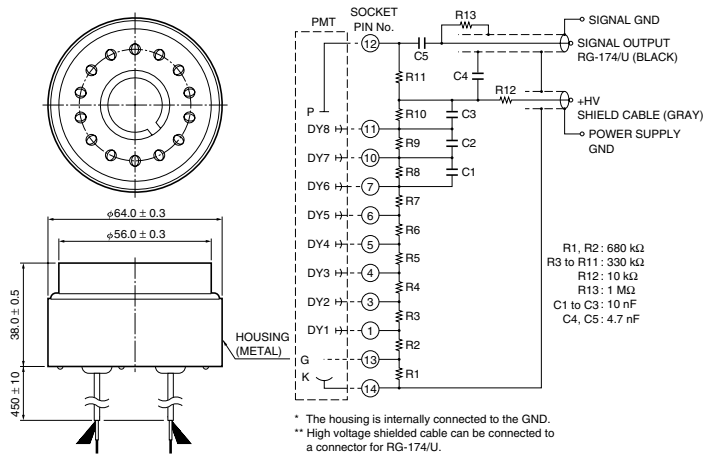 SOCKET
PIN No.
PMT
R13
SIGNAL GND
SIGNAL OUTPUT
RG-174/U (BLACK)
12
C5
R11
C4
R12
+HV
SHIELD CABLE (GRAY)
POWER SUPPLY
GND
P
R10
C3
DY8
11
R9
C2
DY7
10
R8
C1
DY6
7
R7
DY5
6
R6
DY4
5
R5
DY3
4
R4
DY2
3
R3
DY1
1
R2
G
13
K
R1
14
R1, R2 : 680 kΩ
R3 to R11 : 330 kΩ
R12 : 10 kΩ
R13 : 1 MΩ
C1 to C3 : 10 nF
C4, C5 : 4.7 nF
φ64.0 ± 0.3
φ56.0 ± 0.3
38.0 ± 0.5
450 ± 10
HOUSING
(METAL)
* The housing is internally connected to the GND.
** High voltage shielded cable can be connected to
a connector for RG-174/U.